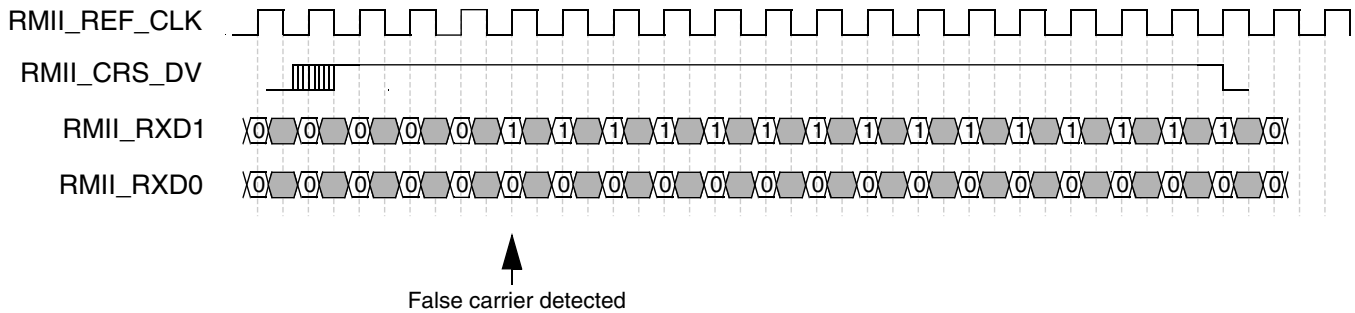 RMII_REF_CLK
RMII_CRS_DV
RMII_RXD1 0 0 0 0 0 1 1 1 1 1 1 1 1 1 1 1 1 1 1 1 0
RMII_RXD0 0 0 0 0 0 0 0 0 0 0 0 0 0 0 0 0 0 0 0 0 0
False carrier detected